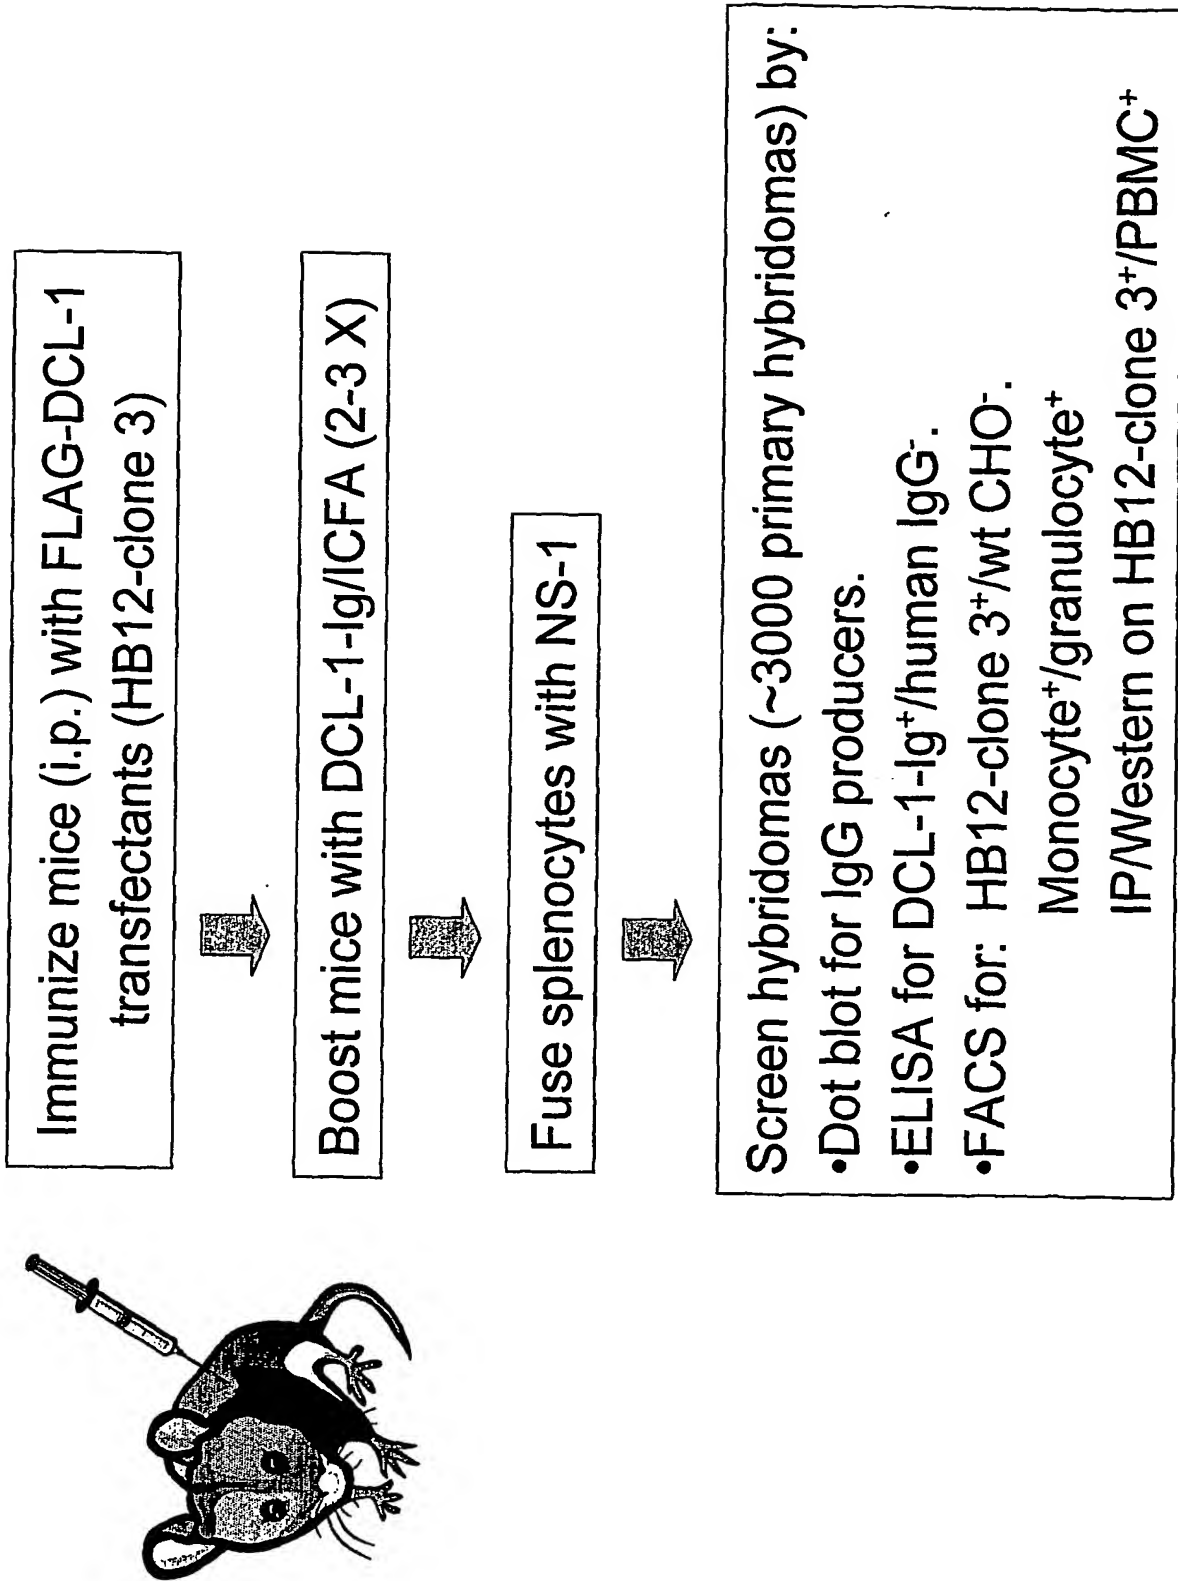 Immunize mice (i.p.) with FLAG-DCL-1
transfectants (HB12-clone 3)
Boost mice with DCL-1-Ig/ICFA (2-3 X)
Fuse splenocytes with NS-1
Screen hybridomas (~3000 primary hybridomas) by:
•Dot blot for IgG producers.
•ELISA for DCL-1-Ig⁺/human IgG⁻.
•FACS for: HB12-clone 3⁺/wt CHO⁻.
Monocyte⁺/granulocyte⁺
IP/Western on HB12-clone 3⁺/PBMC⁺